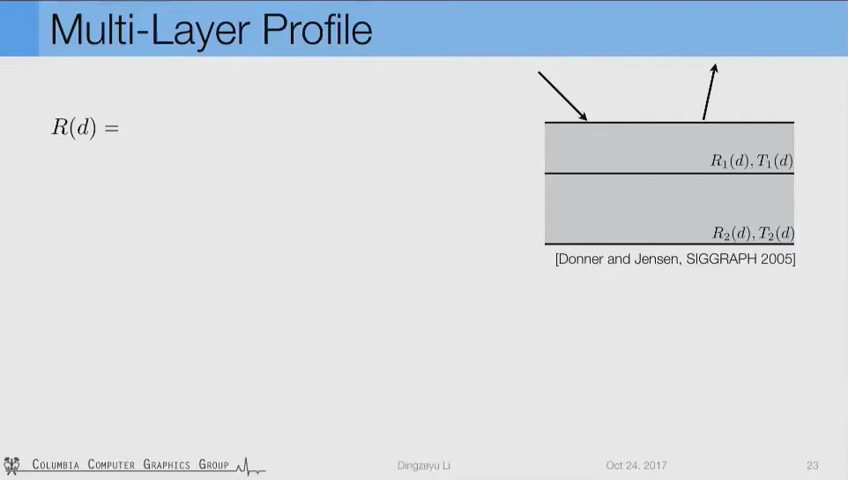 Multi-Layer Profile
R(d) =
R₁(d), T₁(d)
R₂(d), T₂(d)
[Donner and Jensen, SIGGRAPH 2005]
Columbia Computer Graphics Group
Dingzeyu Li
Oct 24, 2017
23